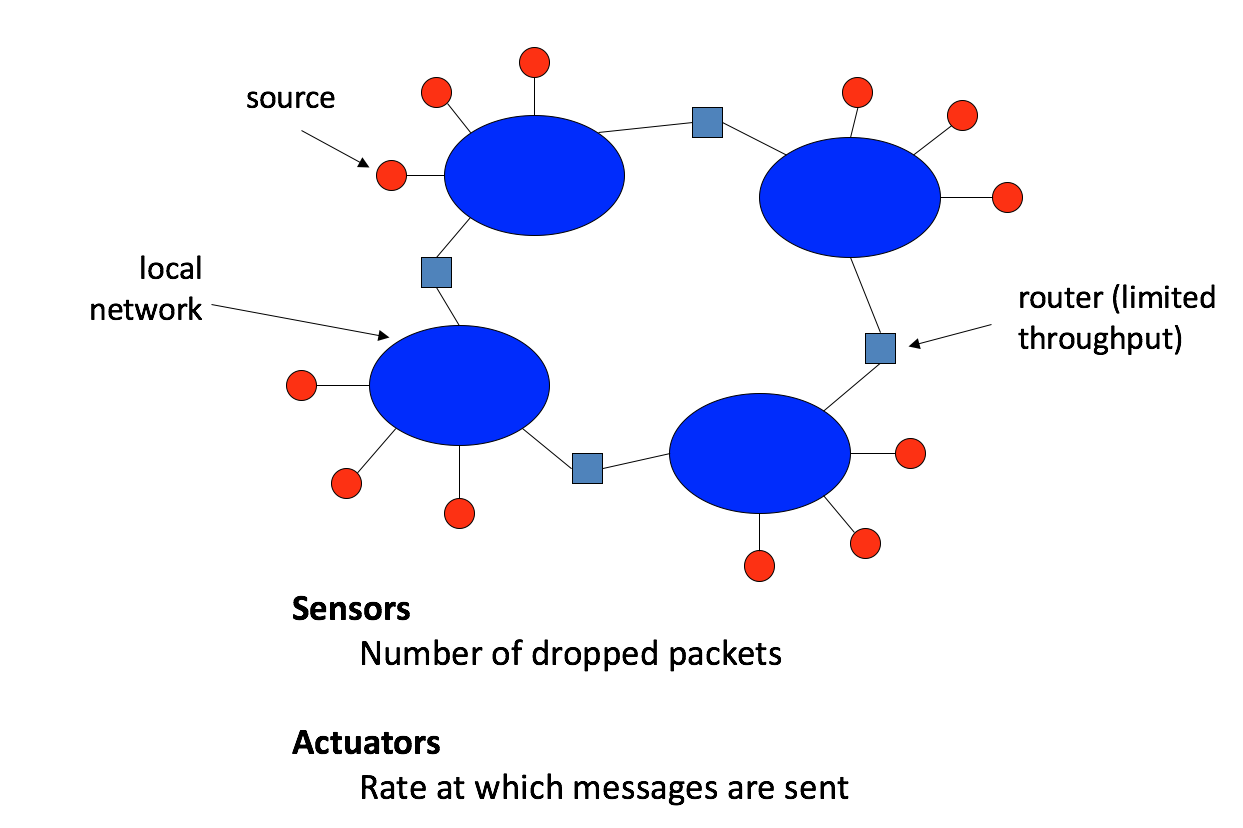 source
local
network
router (limited
throughput)
Sensors
Number of dropped packets
Actuators
Rate at which messages are sent